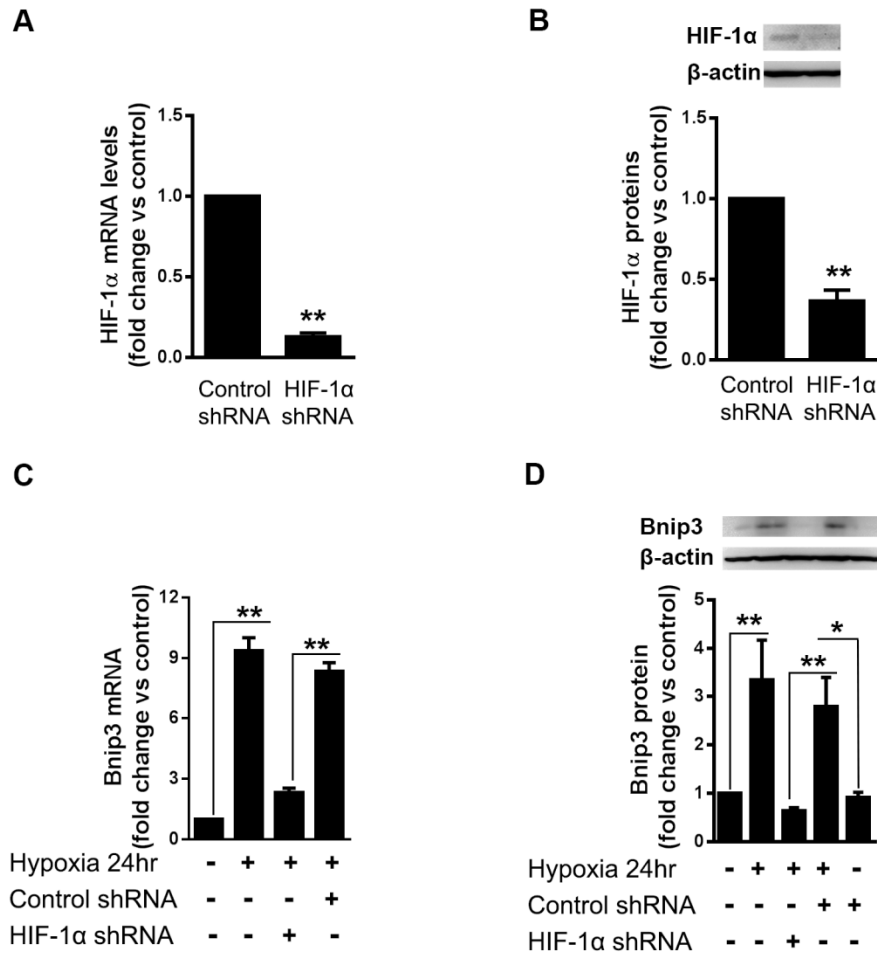 A
HIF-1α mRNA levels
(fold change vs control)
1.5
1.0
0.5
0.0
**
Control shRNA
HIF-1α shRNA
B
HIF-1α
β-actin
HIF-1α proteins
(fold change vs control)
1.5
1.0
0.5
0.0
**
Control shRNA
HIF-1α shRNA
C
Bnip3 mRNA
(fold change vs control)
12
9
6
3
0
**
**
Hypoxia 24hr - + + +
Control shRNA - - - +
HIF-1α shRNA - - + -
D
Bnip3
β-actin
Bnip3 protein
(fold change vs control)
5
4
3
2
1
0
**
**
*
Hypoxia 24hr - + + + -
Control shRNA - - - + +
HIF-1α shRNA - - + - -